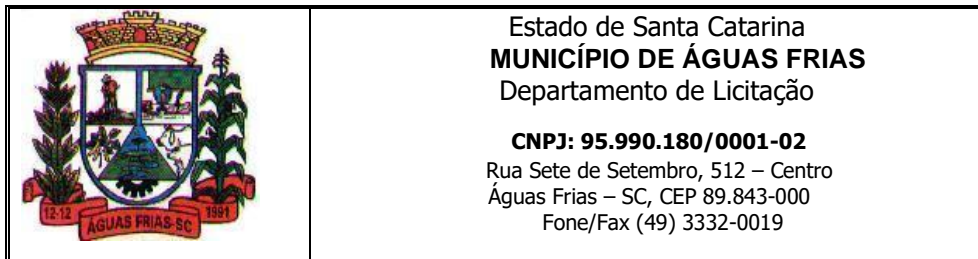 12-12
ÁGUAS FRIAS-SC
1991
Estado de Santa Catarina
MUNICÍPIO DE ÁGUAS FRIAS
Departamento de Licitação
CNPJ: 95.990.180/0001-02
Rua Sete de Setembro, 512 – Centro
Águas Frias – SC, CEP 89.843-000
Fone/Fax (49) 3332-0019